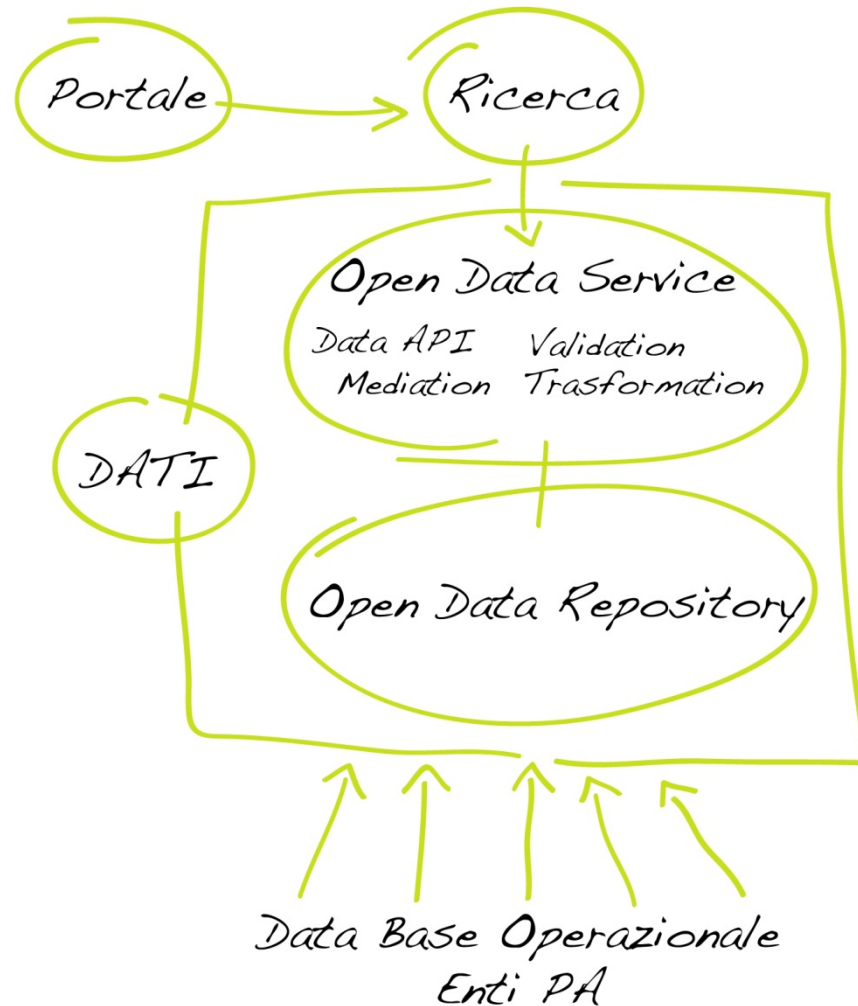 Portale
Ricerca
Open Data Service
Data API Validation
Mediation Trasformation
DATI
Open Data Repository
Data Base Operazionale
Enti PA